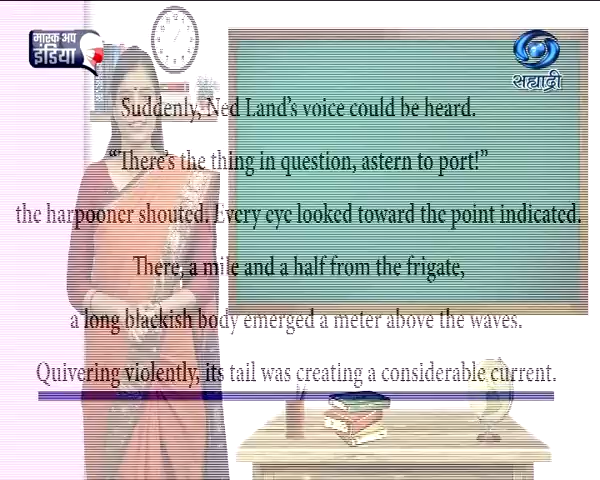 मास्क अप
इंडिया
सह्याद्री
Suddenly, Ned Land's voice could be heard.
“There's the thing in question, astern to port!”
the harpooner shouted. Every eye looked toward the point indicated.
There, a mile and a half from the frigate,
a long blackish body emerged a meter above the waves.
Quivering violently, its tail was creating a considerable current.